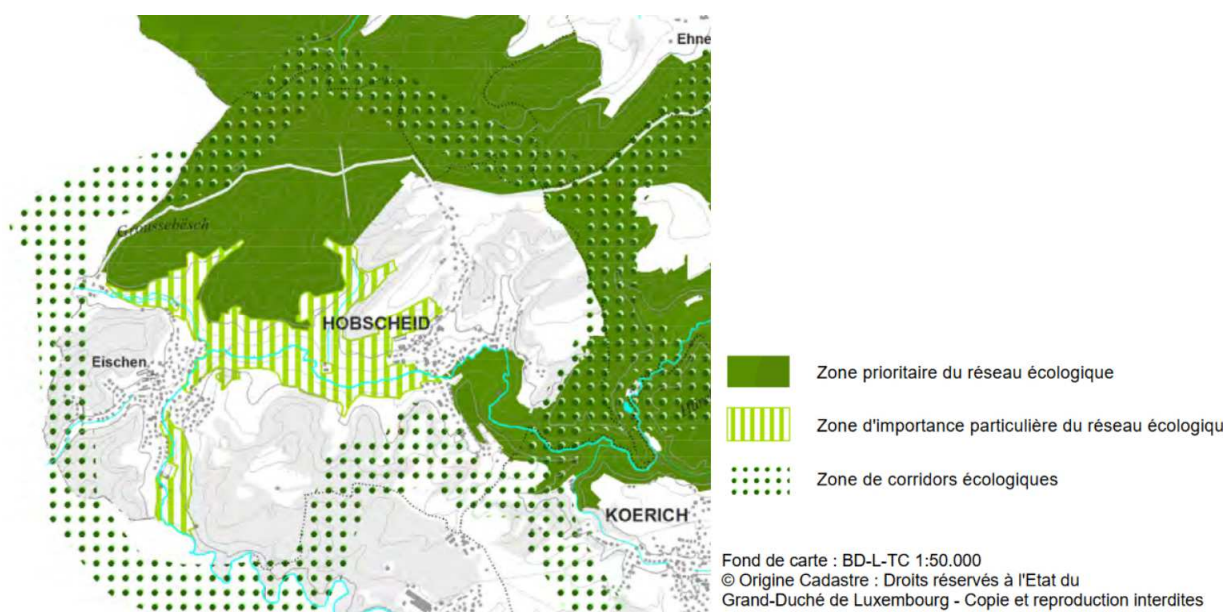 Ehne
Groussebësch
HOBSCHEID
Eischen
KOERICH
Zone prioritaire du réseau écologique
Zone d'importance particulière du réseau écologiqu
Zone de corridors écologiques
Fond de carte : BD-L-TC 1:50.000
© Origine Cadastre : Droits réservés à l'Etat du
Grand-Duché de Luxembourg - Copie et reproduction interdites